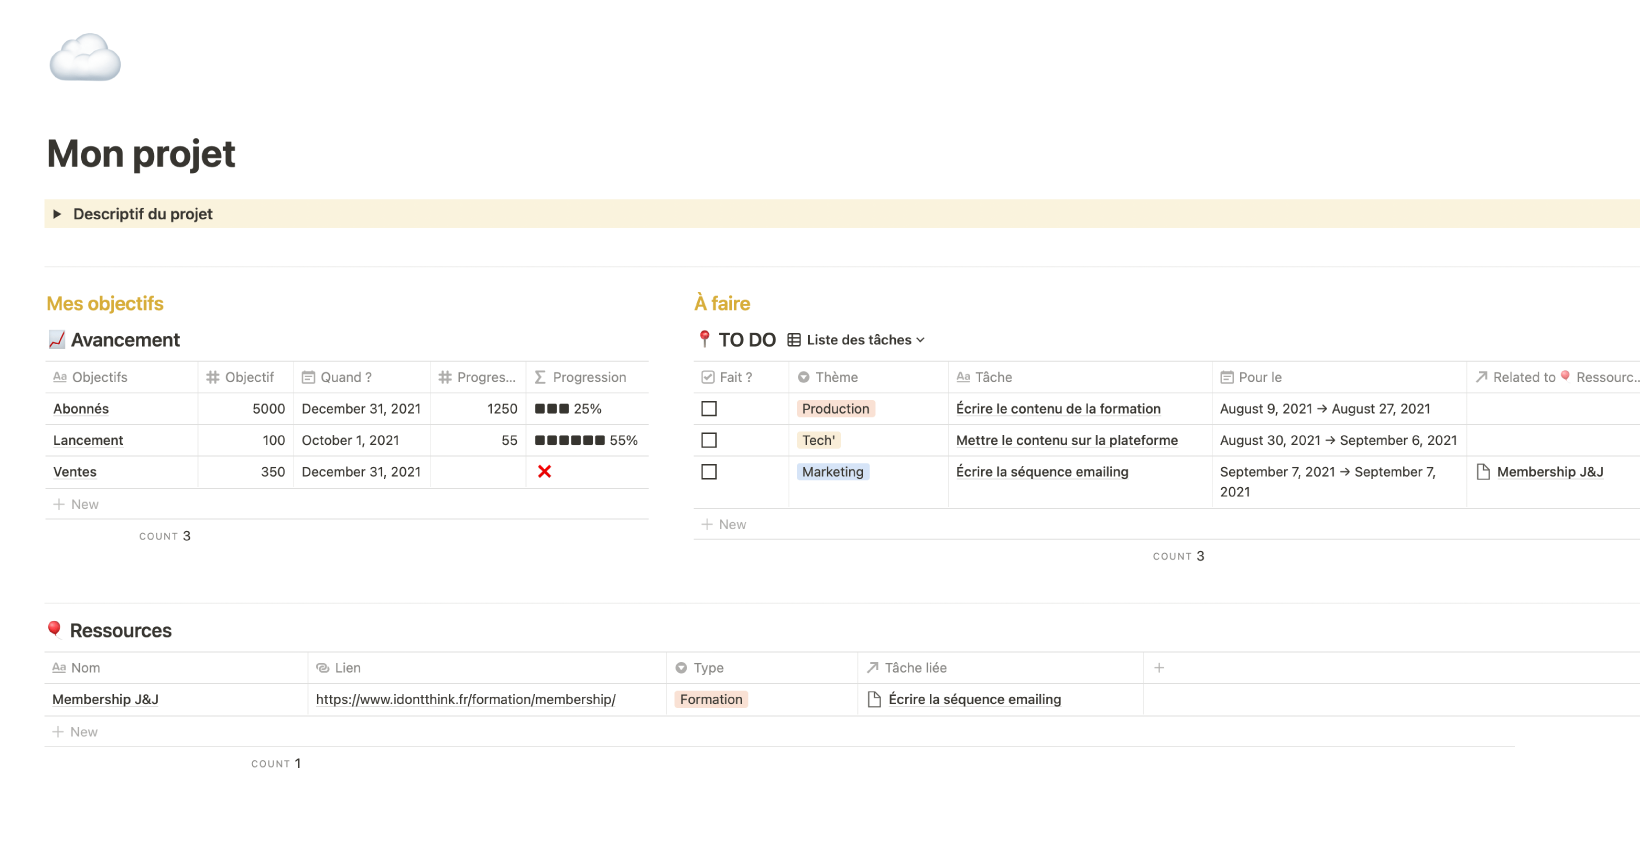 Mon projet
Descriptif du projet
Mes objectifs
Avancement
Aa Objectifs # Objectif Quand ? # Progres... Σ Progression
Abonnés 5000 December 31, 2021 1250 ■■■ 25%
Lancement 100 October 1, 2021 55 ■■■■■■ 55%
Ventes 350 December 31, 2021 ❌
+ New
COUNT 3
À faire
TO DO Liste des tâches
Fait ? Thème Aa Tâche Pour le Related to Ressourc...
Production Écrire le contenu de la formation August 9, 2021 → August 27, 2021
Tech' Mettre le contenu sur la plateforme August 30, 2021 → September 6, 2021
Marketing Écrire la séquence emailing September 7, 2021 → September 7, Membership J&J
2021
+ New
COUNT 3
Ressources
Aa Nom Lien Type Tâche liée +
Membership J&J https://www.idontthink.fr/formation/membership/ Formation Écrire la séquence emailing
+ New
COUNT 1